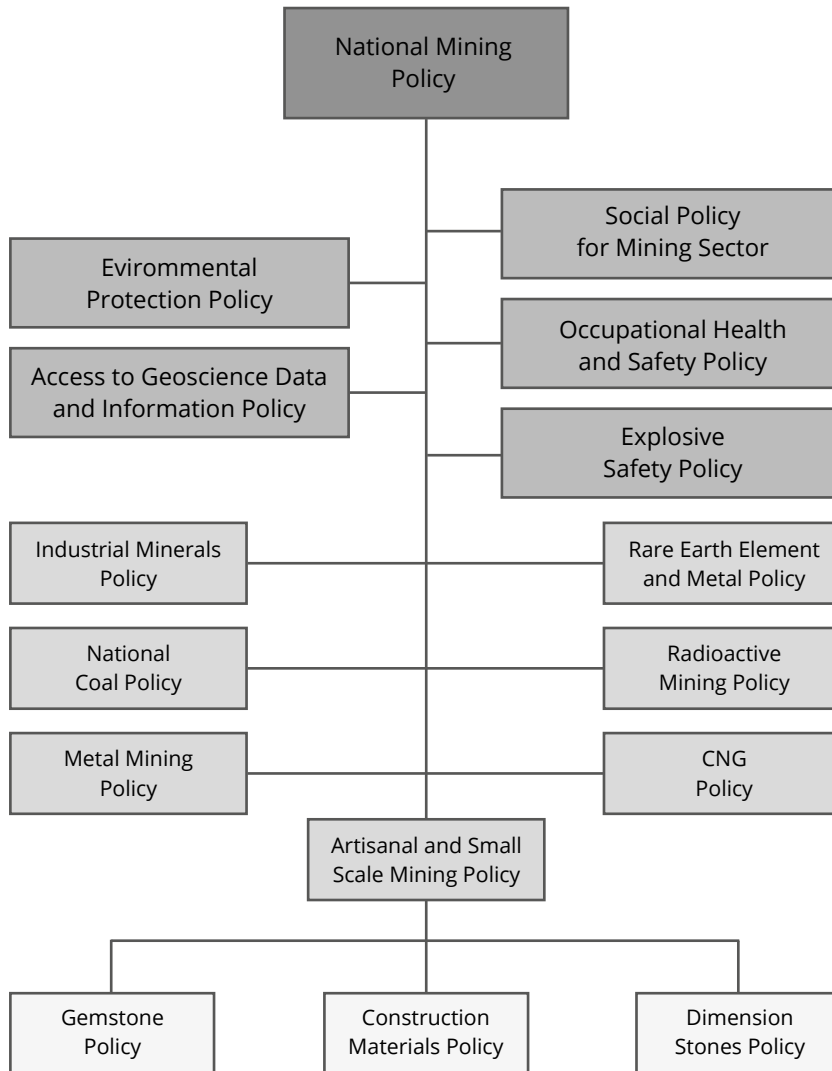 National Mining
Policy
Social Policy
for Mining Sector
Evirommental
Protection Policy
Occupational Health
and Safety Policy
Access to Geoscience Data
and Information Policy
Explosive
Safety Policy
Industrial Minerals
Policy
Rare Earth Element
and Metal Policy
National
Coal Policy
Radioactive
Mining Policy
Metal Mining
Policy
CNG
Policy
Artisanal and Small
Scale Mining Policy
Gemstone
Policy
Construction
Materials Policy
Dimension
Stones Policy